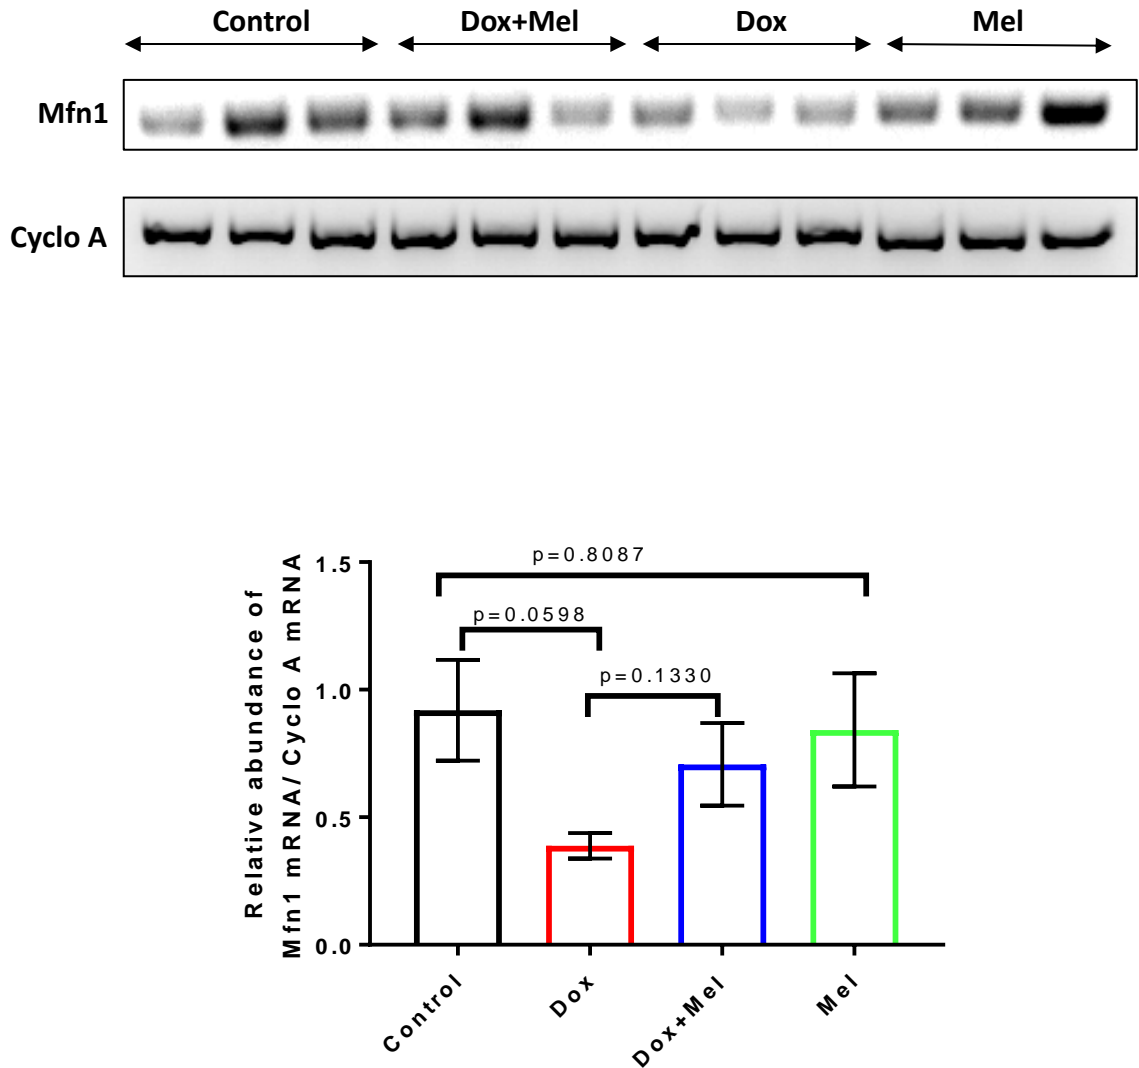 Control Dox+Mel Dox Mel
Mfn1
Cyclo A
p=0.8087
p=0.0598
p=0.1330
Relative abundance of
Mfn1 mRNA/ Cyclo A mRNA
1.5
1.0
0.5
0.0
Control Dox Dox+Mel Mel